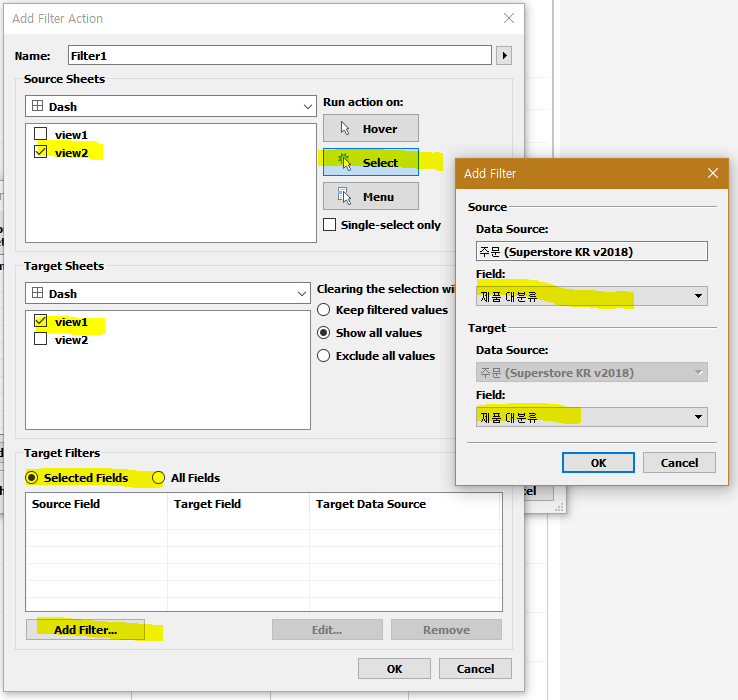 Add Filter Action
Name: Filter1
Source Sheets
Dash
view1
view2
Run action on:
Hover
Select
Menu
Single-select only
Target Sheets
Dash
view1
view2
Clearing the selection wi
Keep filtered values
Show all values
Exclude all values
Target Filters
Selected Fields All Fields
Source Field Target Field Target Data Source
Add Filter... Edit... Remove
OK Cancel
Add Filter
Source
Data Source:
주문 (Superstore KR v2018)
Field:
제품 대분류
Target
Data Source:
주문 (Superstore KR v2018)
Field:
제품 대분류
OK Cancel